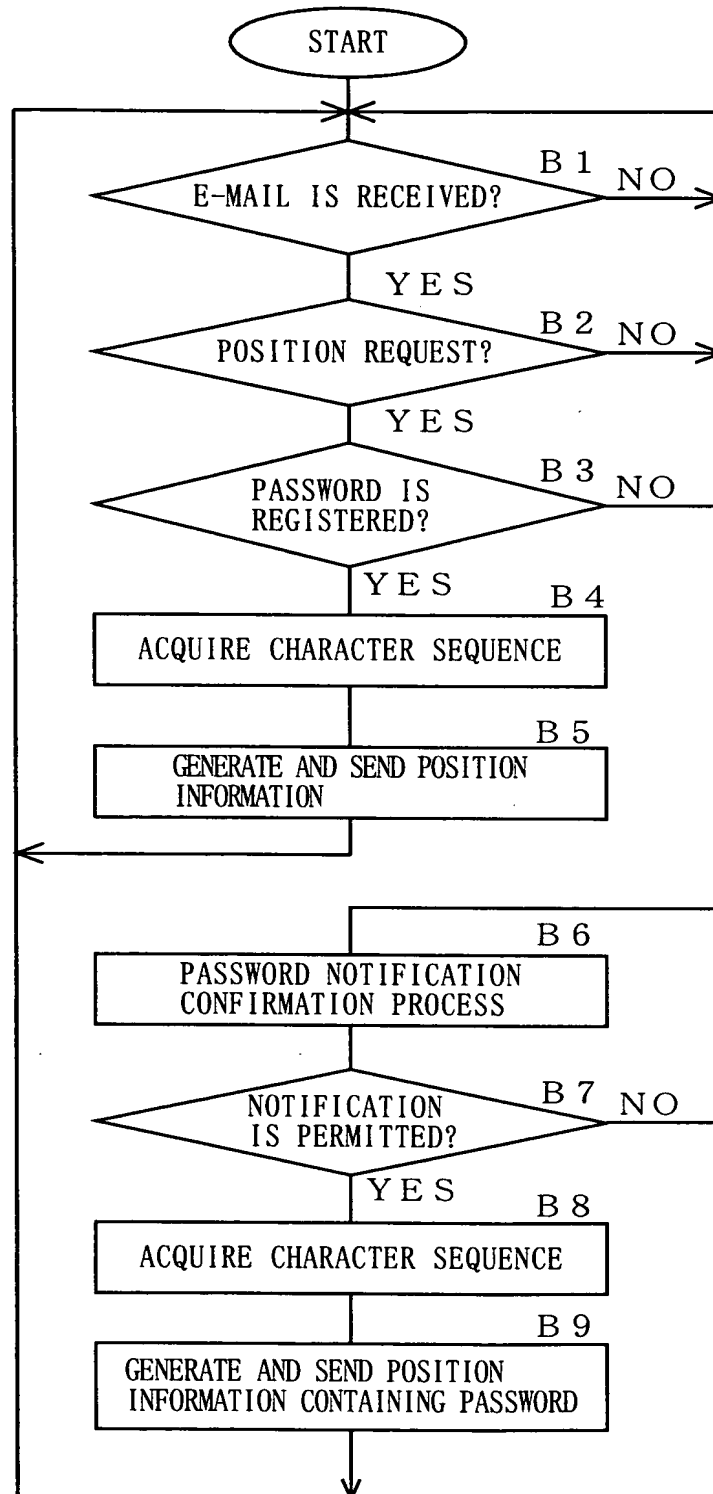 START
B1
E-MAIL IS RECEIVED?
NO
YES
B2
POSITION REQUEST?
NO
YES
B3
PASSWORD IS
REGISTERED?
NO
YES
B4
ACQUIRE CHARACTER SEQUENCE
B5
GENERATE AND SEND POSITION
INFORMATION
B6
PASSWORD NOTIFICATION
CONFIRMATION PROCESS
B7
NOTIFICATION
IS PERMITTED?
NO
YES
B8
ACQUIRE CHARACTER SEQUENCE
B9
GENERATE AND SEND POSITION
INFORMATION CONTAINING PASSWORD